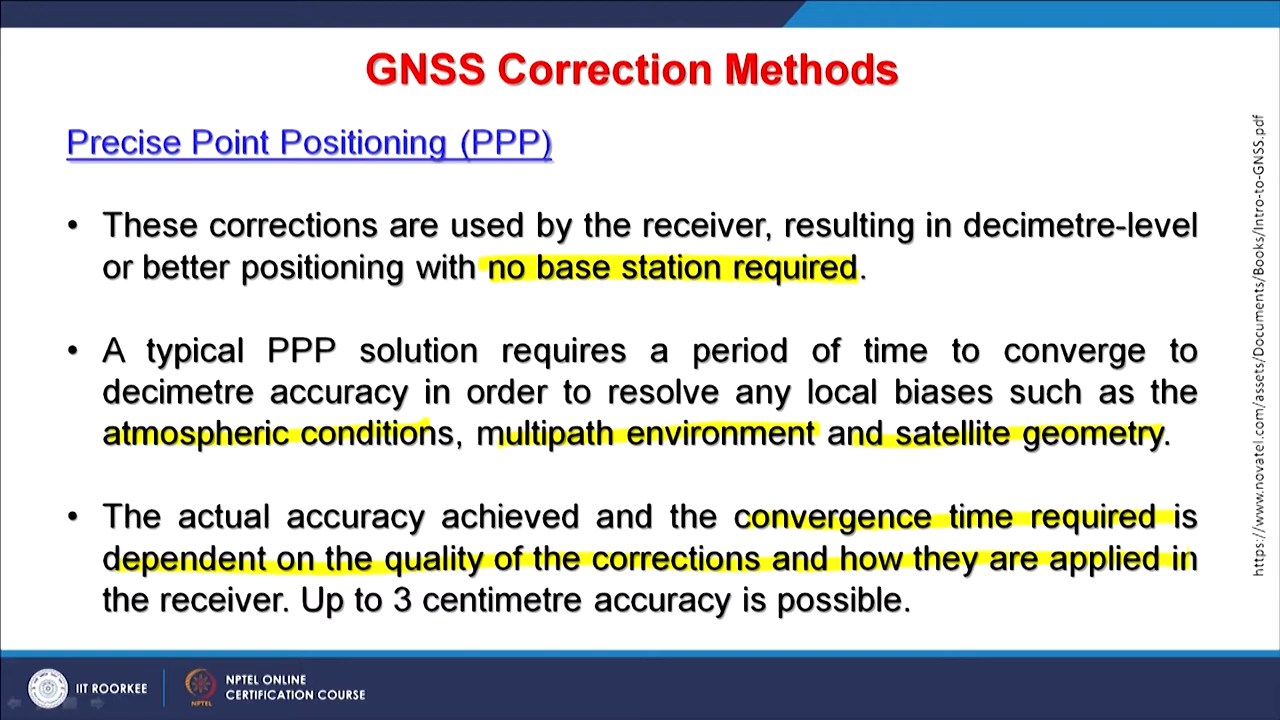 GNSS Correction Methods
Precise Point Positioning (PPP)
• These corrections are used by the receiver, resulting in decimetre-level
or better positioning with no base station required.
• A typical PPP solution requires a period of time to converge to
decimetre accuracy in order to resolve any local biases such as the
atmospheric conditions, multipath environment and satellite geometry.
• The actual accuracy achieved and the convergence time required is
dependent on the quality of the corrections and how they are applied in
the receiver. Up to 3 centimetre accuracy is possible.
https://www.novatel.com/assets/Documents/Books/Intro-to-GNSS.pdf
IIT ROORKEE
NPTEL
NPTEL ONLINE
CERTIFICATION COURSE